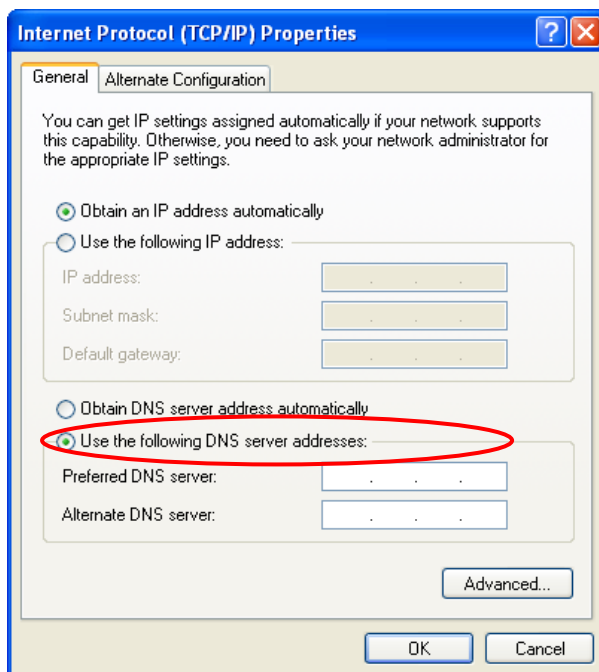 Internet Protocol (TCP/IP) Properties
General
Alternate Configuration
You can get IP settings assigned automatically if your network supports
this capability. Otherwise, you need to ask your network administrator for
the appropriate IP settings.
Obtain an IP address automatically
Use the following IP address:
IP address:
Subnet mask:
Default gateway:
Obtain DNS server address automatically
Use the following DNS server addresses:
Preferred DNS server:
Alternate DNS server:
Advanced...
OK
Cancel